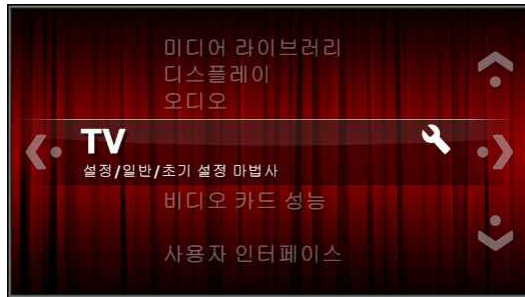 미디어 라이브러리
디스플레이
오디오
TV
설정/일반/초기 설정 마법사
비디오 카드 성능
사용자 인터페이스